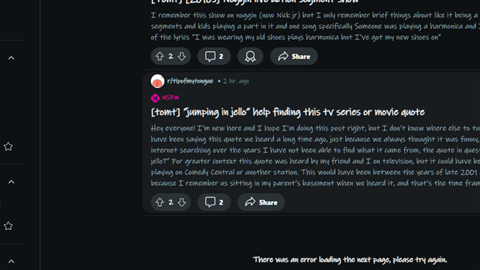 I remember this show on noggin (now Nick jr) but I only remember brief things about like it being a
segments and kids playing a part in it and one song specifically Someone was playing a harmonica and I
of the lyrics "I was wearing my old shoes plays harmonica but I've got my new shoes on"
2 2 Share
r/tipofmytongue • 2 hr. ago
NSFW
[tomt] "jumping in jello" help finding this tv series or movie quote
Hey everyone! I'm new here and I hope I'm doing this post right, but I don't know where else to tu
have been saying this quote we heard a long time ago, just because we always thought it was funny,
internet searching over the years I have not been able to find what it came from, the quote in quest
jello?" For greater context this quote was heard by my friend and I on television, but it could have be
playing on Comedy Central or another station. This would have been between the years of late 2001
because I remember us sitting in my parent's basement when we heard it, and that's the time fram
2 2 Share
There was an error loading the next page, please try again.